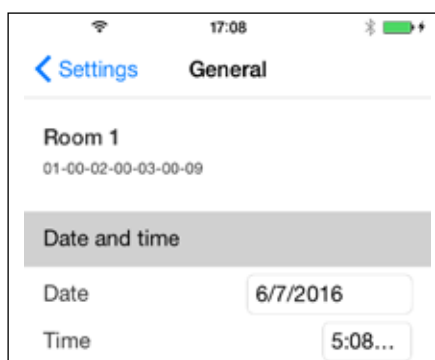 17:08
Settings General
Room 1
01-00-02-00-03-00-09
Date and time
Date 6/7/2016
Time 5:08...